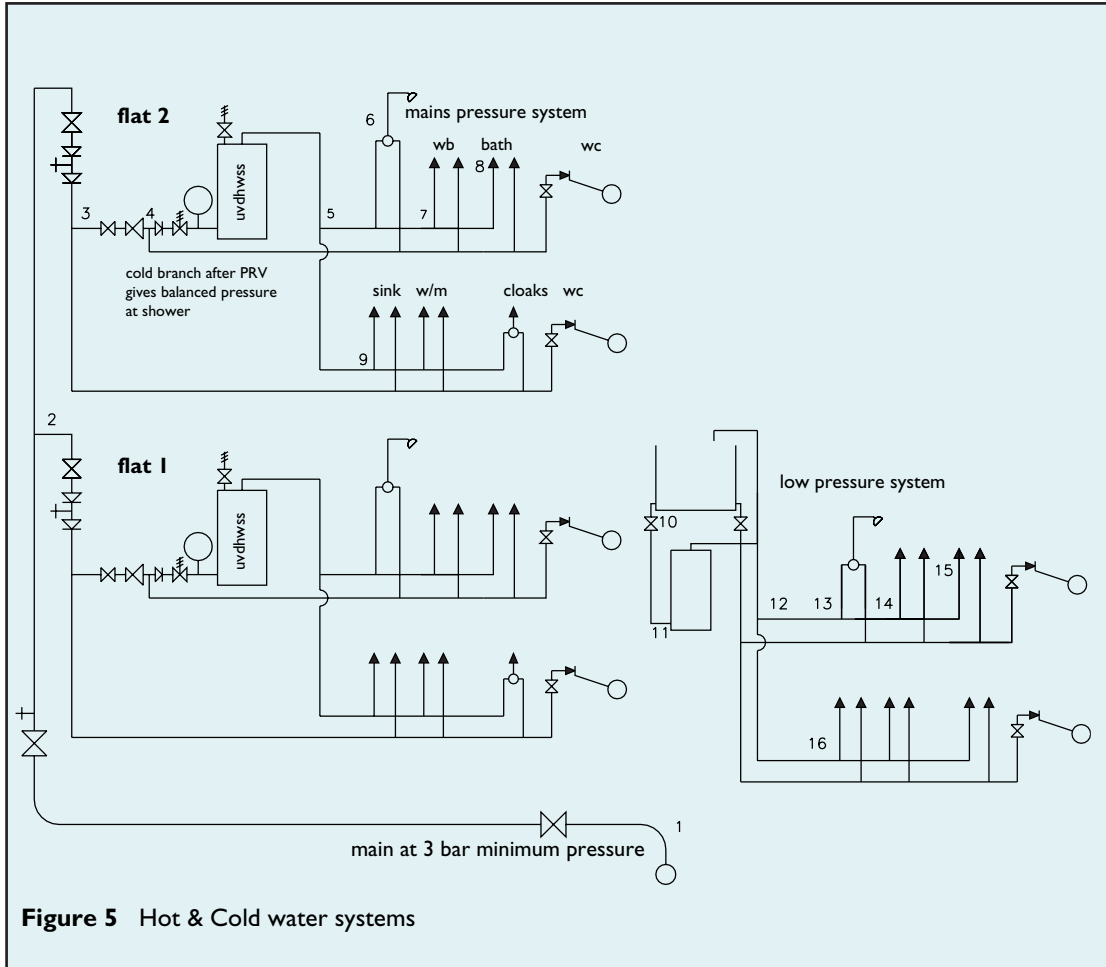 flat 2
6
mains pressure system
wb
bath
wc
8
uvdhwss
3
4
5
7
cold branch after PRV
gives balanced pressure
at shower
sink
w/m
cloaks
wc
9
2
flat 1
uvdhwss
low pressure system
10
11
12
13
14
15
16
1
main at 3 bar minimum pressure
Figure 5 Hot & Cold water systems